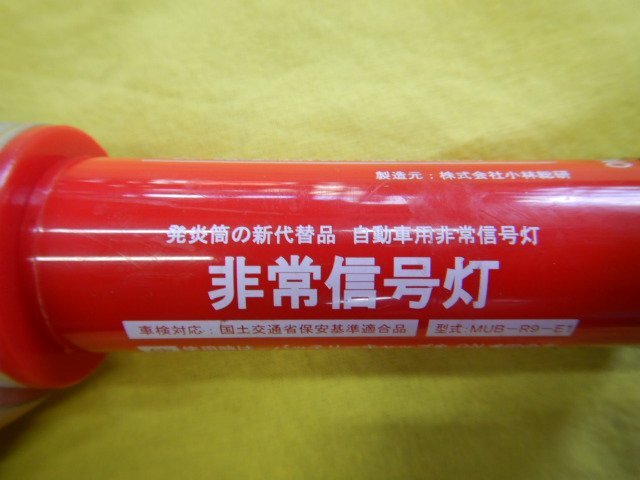 製造元：株式会社小林総研
発炎筒の新代替品 自動車用非常信号灯
非常信号灯
車検対応：国土交通省保安基準適合品 型式：MUB-R9-E1